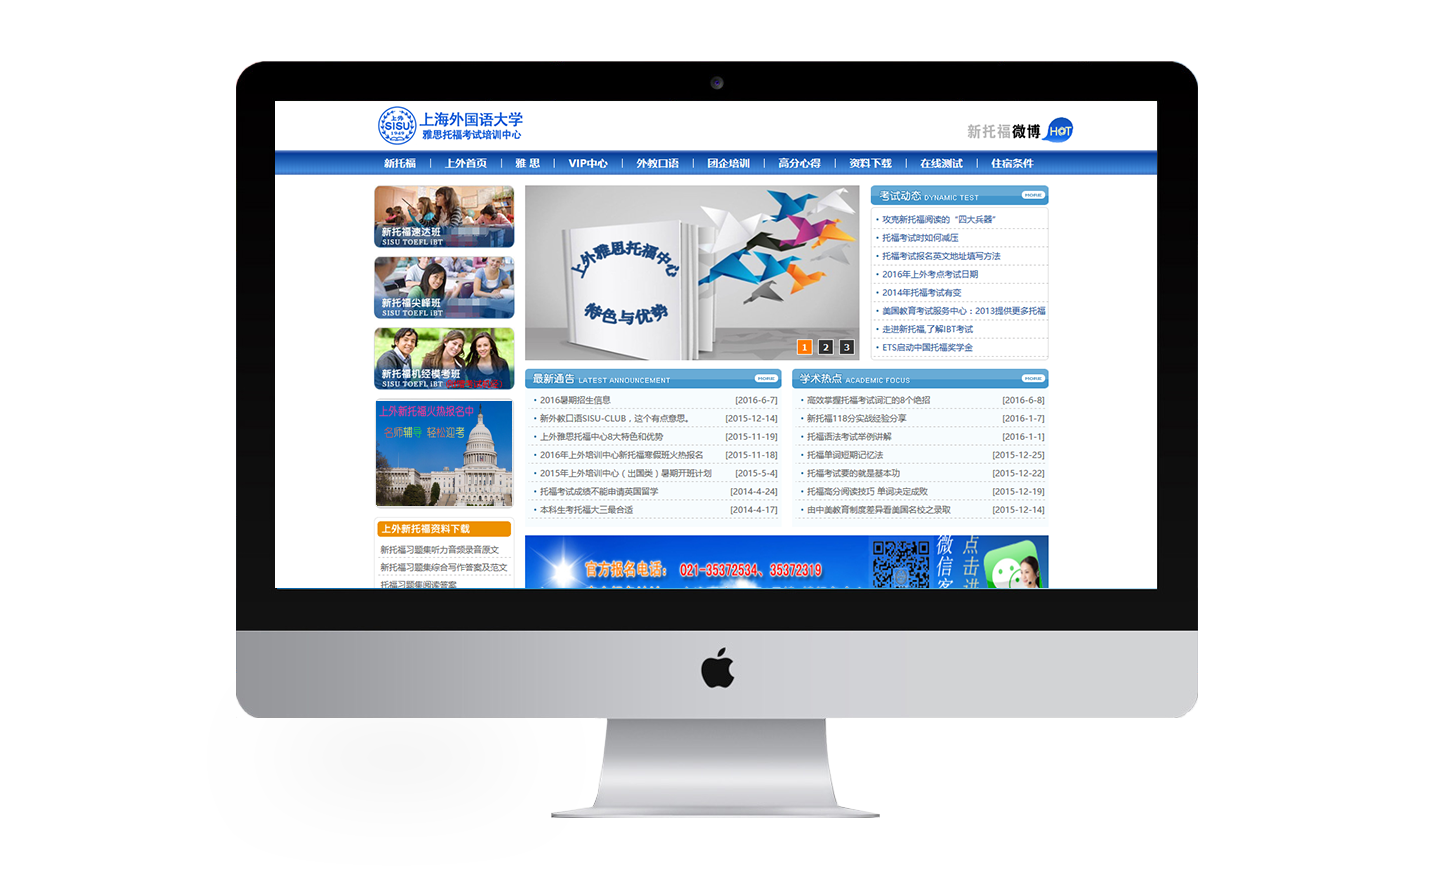 上外
SISU
1949
上海外国语大学
雅思托福考试培训中心
新托福微博 HOT
新托福 | 上外首页 | 雅 思 | VIP中心 | 外教口语 | 团企培训 | 高分心得 | 资料下载 | 在线测试 | 住宿条件
新托福速达班
SISU TOEFL iBT
新托福尖峰班
SISU TOEFL iBT
新托福机经模考班
SISU TOEFL iBT
上外新托福火热报名中
名师辅导 轻松迎考
上外新托福资料下载
新托福习题集听力音频录音原文
新托福习题集综合写作答案及范文
托福习题集阅读答案
上外雅思托福中心
特色与优势
1 2 3
考试动态 DYNAMIC TEST MORE
• 攻克新托福阅读的“四大兵器”
• 托福考试时如何减压
• 托福考试报名英文地址填写方法
• 2016年上外考点考试日期
• 2014年托福考试有变
• 美国教育考试服务中心：2013提供更多托福
• 走进新托福,了解IBT考试
• ETS启动中国托福奖学金
最新通告 LATEST ANNOUNCEMENT MORE
• 2016暑期招生信息 [2016-6-7]
• 新外教口语SISU-CLUB，这个有点意思。 [2015-12-14]
• 上外雅思托福中心8大特色和优势 [2015-11-19]
• 2016年上外培训中心新托福寒假班火热报名 [2015-11-18]
• 2015年上外培训中心（出国类）暑期开班计划 [2015-5-4]
• 托福考试成绩不能申请英国留学 [2014-4-24]
• 本科生考托福大三最合适 [2014-4-17]
学术热点 ACADEMIC FOCUS MORE
• 高效掌握托福考试词汇的8个绝招 [2016-6-8]
• 新托福118分实战经验分享 [2016-1-7]
• 托福语法考试举例讲解 [2016-1-1]
• 托福单词短期记忆法 [2015-12-25]
• 托福考试要的就是基本功 [2015-12-22]
• 托福高分阅读技巧 单词决定成败 [2015-12-19]
• 由中美教育制度差异看美国名校之录取 [2015-12-14]
官方报名电话： 021-35372534、35372319
微信客
点击进